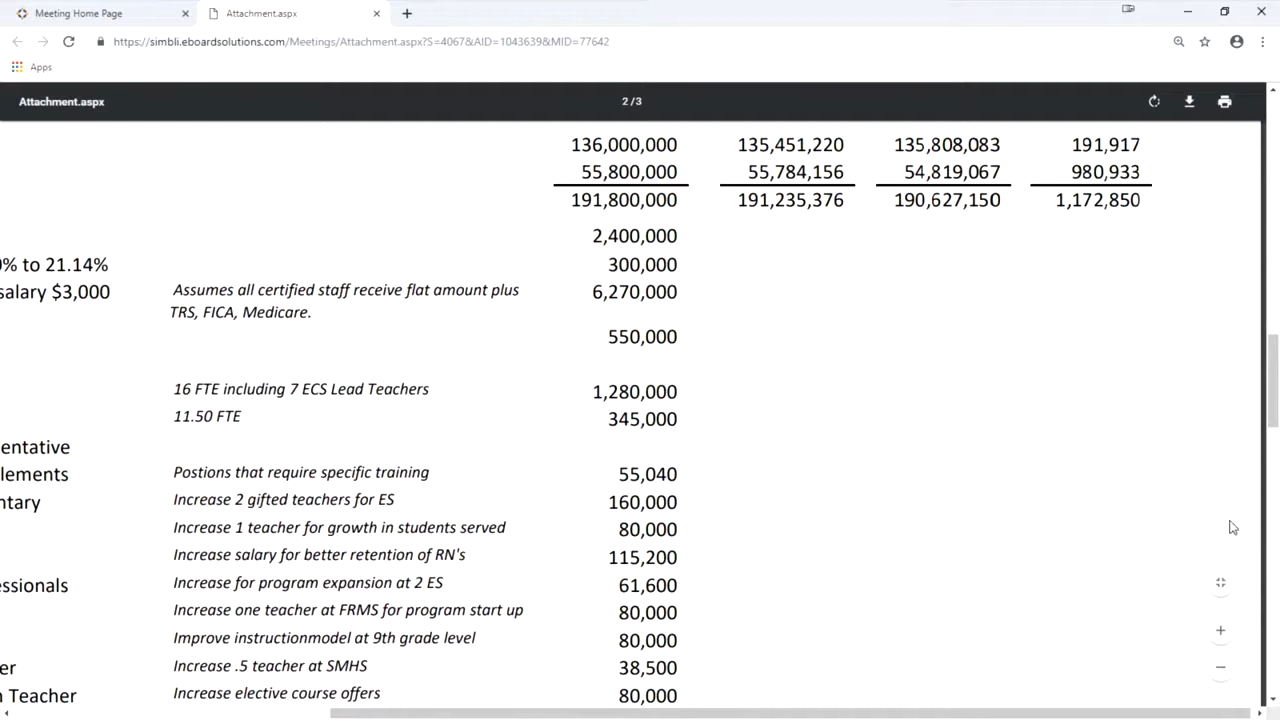 Meeting Home Page
Attachment.aspx
https://simbli.eboardsolutions.com/Meetings/Attachment.aspx?S=4067&AID=1043639&MID=77642
Apps
Attachment.aspx 2 /3
136,000,000 135,451,220 135,808,083 191,917
55,800,000 55,784,156 54,819,067 980,933
191,800,000 191,235,376 190,627,150 1,172,850
2,400,000
% to 21.14% 300,000
salary $3,000 Assumes all certified staff receive flat amount plus 6,270,000
TRS, FICA, Medicare.
550,000
16 FTE including 7 ECS Lead Teachers 1,280,000
11.50 FTE 345,000
entative
lements Postions that require specific training 55,040
ntary Increase 2 gifted teachers for ES 160,000
Increase 1 teacher for growth in students served 80,000
Increase salary for better retention of RN's 115,200
essionals Increase for program expansion at 2 ES 61,600
Increase one teacher at FRMS for program start up 80,000
Improve instructionmodel at 9th grade level 80,000
er Increase .5 teacher at SMHS 38,500
n Teacher Increase elective course offers 80,000